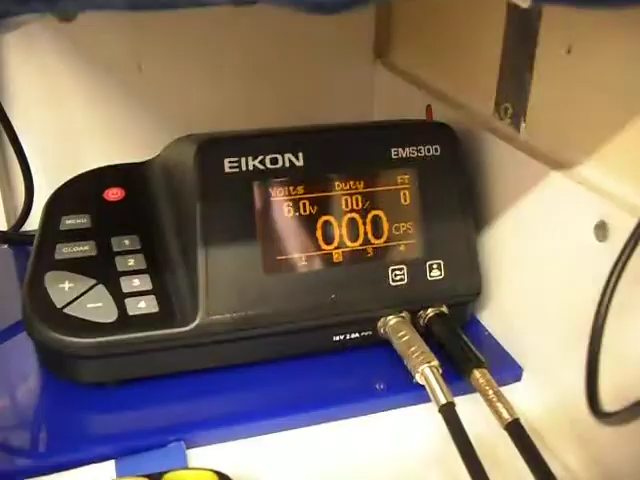 EIKON
EMS300
Volts Duty FT
6.0v 00% 0
000 CPS
1 2 3 4
MENU
CLOAK
1
2
3
4
+
-